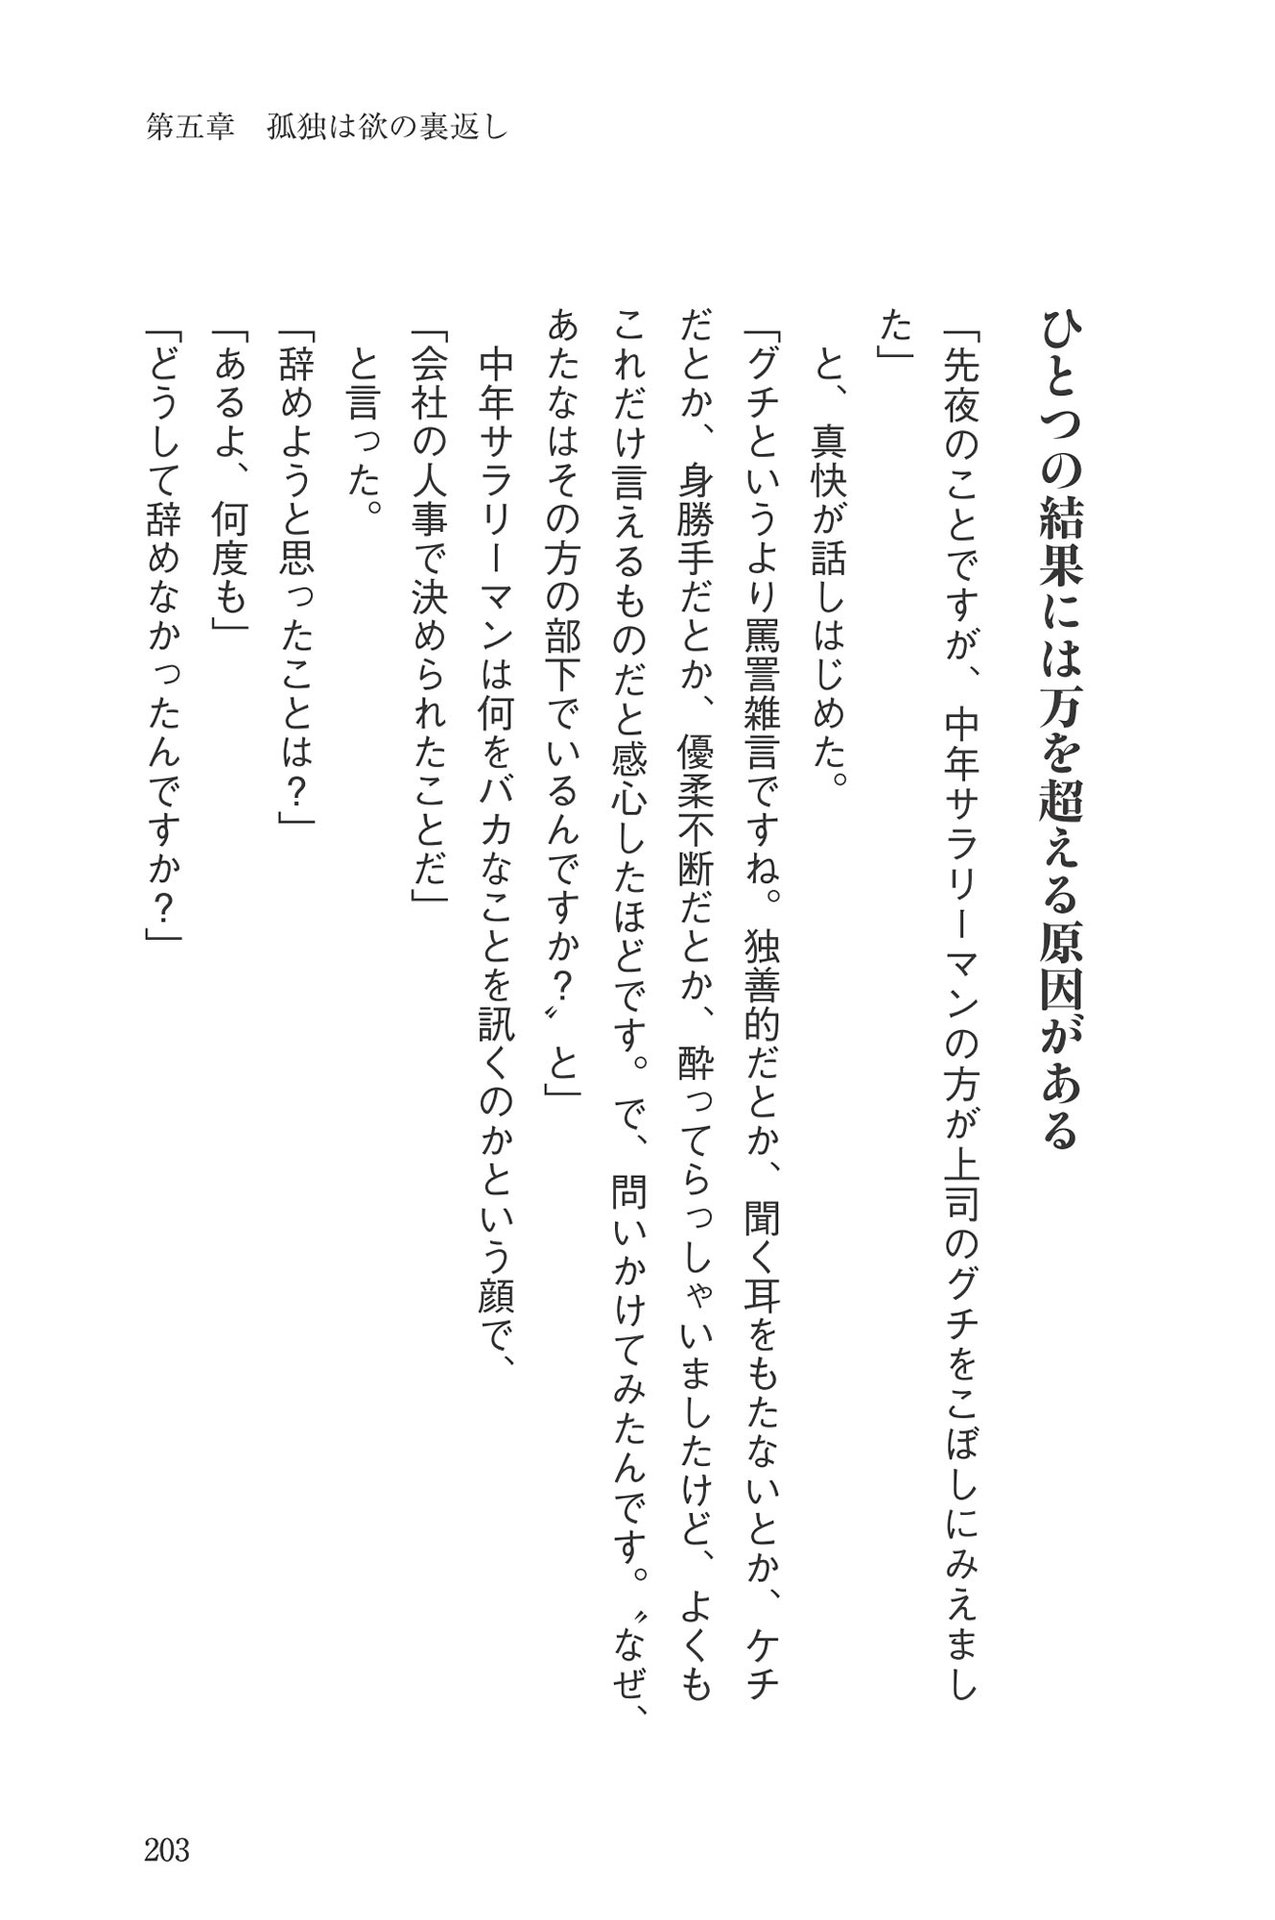 第五章　孤独は欲の裏返し
ひとつの結果には万を超える原因がある
「先夜のことですが、中年サラリーマンの方が上司のグチをこぼしにみえまし
た」
　と、真快が話しはじめた。
「グチというより罵詈雑言ですね。独善的だとか、聞く耳をもたないとか、ケチ
だとか、身勝手だとか、優柔不断だとか、酔ってらっしゃいましたけど、よくも
これだけ言えるものだと感心したほどです。で、問いかけてみたんです。〝なぜ、
あたなはその方の部下でいるんですか？〟と」
　中年サラリーマンは何をバカなことを訊くのかという顔で、
「会社の人事で決められたことだ」
　と言った。
「辞めようと思ったことは？」
「あるよ、何度も」
「どうして辞めなかったんですか？」
203